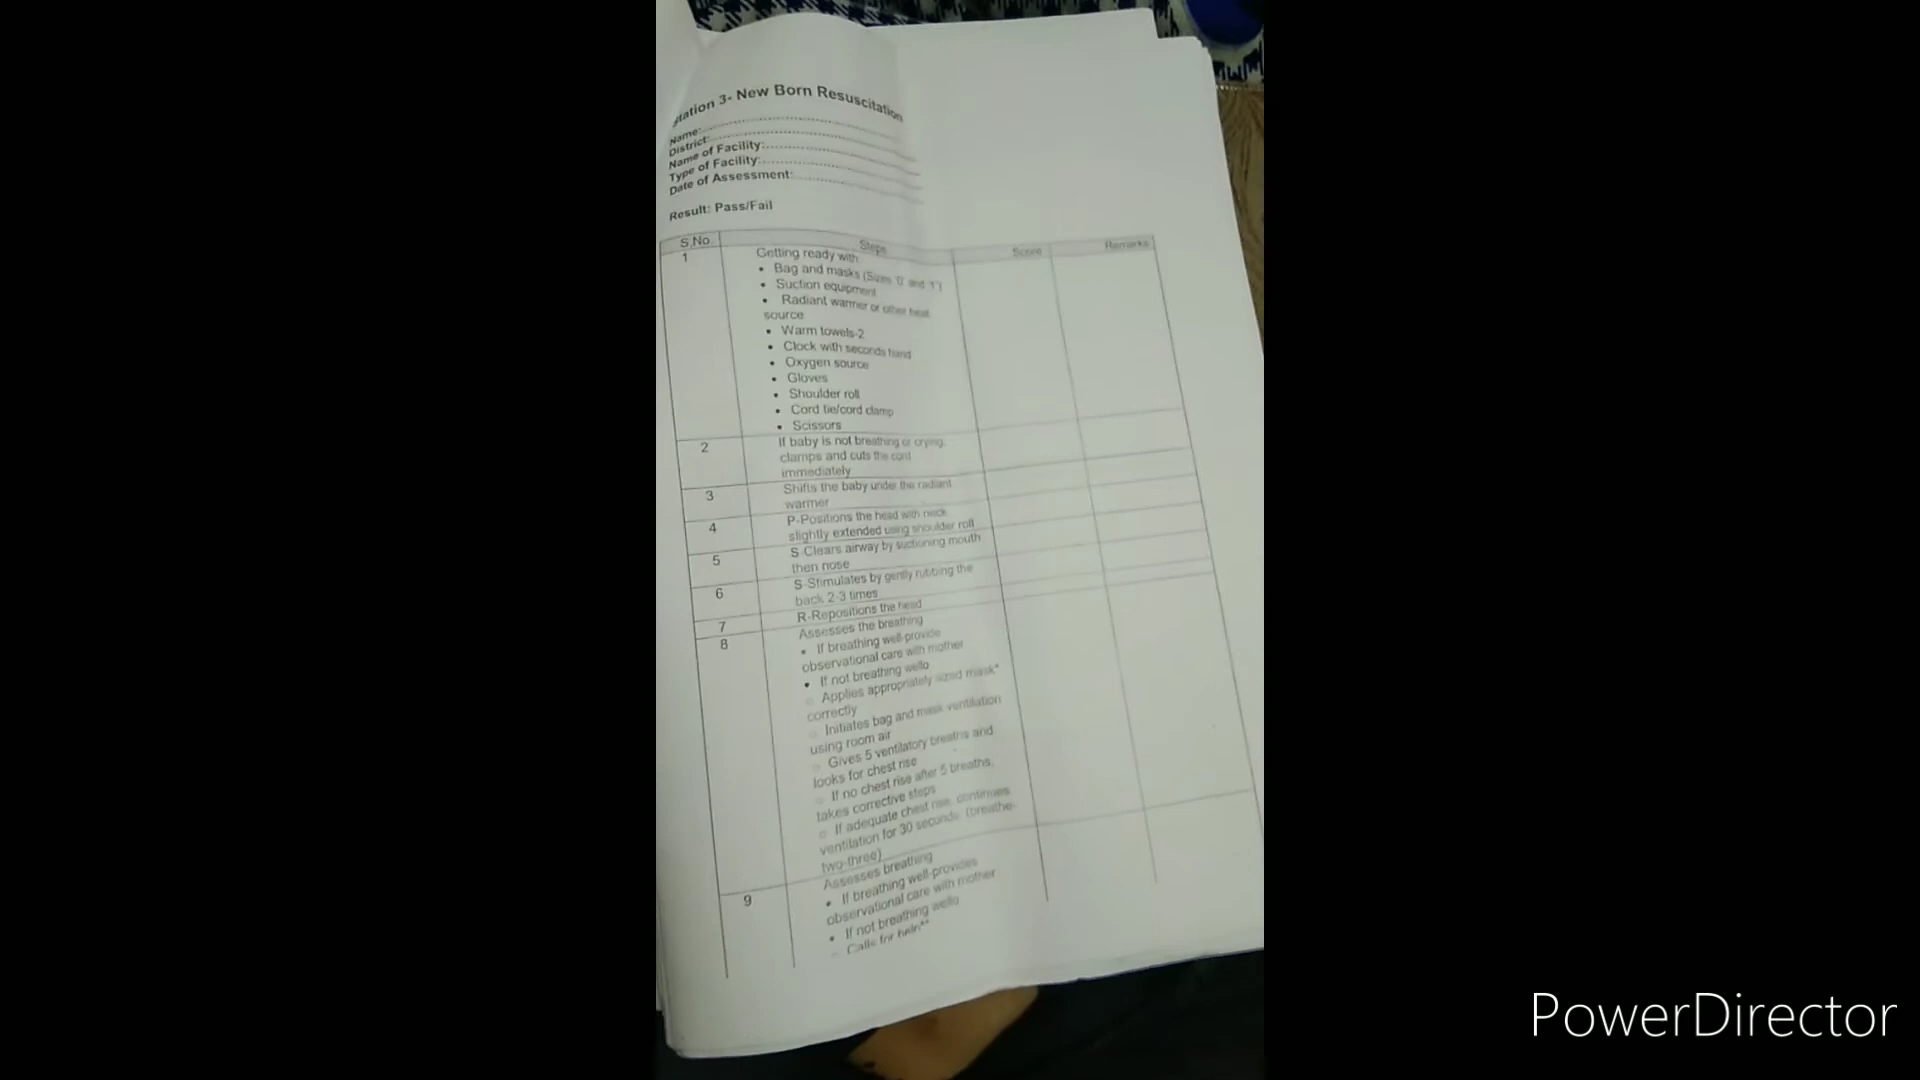 Station 3- New Born Resuscitation
Name:
District:
Name of Facility:
Type of Facility:
Date of Assessment:
Result: Pass/Fail
S.No Steps Score Remarks
1 Getting ready with
• Bag and masks (Sizes '0' and '1')
• Suction equipment
• Radiant warmer or other heat
source
• Warm towels-2
• Clock with seconds hand
• Oxygen source
• Gloves
• Shoulder roll
• Cord tie/cord clamp
• Scissors
2 If baby is not breathing or crying,
clamps and cuts the cord
immediately
3 Shifts the baby under the radiant
warmer
4 P-Positions the head with neck
slightly extended using shoulder roll
5 S-Clears airway by suctioning mouth
then nose
6 S-Stimulates by gently rubbing the
back 2-3 times
7 R-Repositions the head
8 Assesses the breathing
• If breathing well-provide
observational care with mother
• If not breathing wello
○ Applies appropriately sized mask*
correctly
○ Initiates bag and mask ventilation
using room air
○ Gives 5 ventilatory breaths and
looks for chest rise
○ If no chest rise after 5 breaths,
takes corrective steps
○ If adequate chest rise, continues
ventilation for 30 seconds. (breathe-
two-three)
9 Assesses breathing
• If breathing well-provides
observational care with mother
• If not breathing wello
○ Calls for help**
PowerDirector